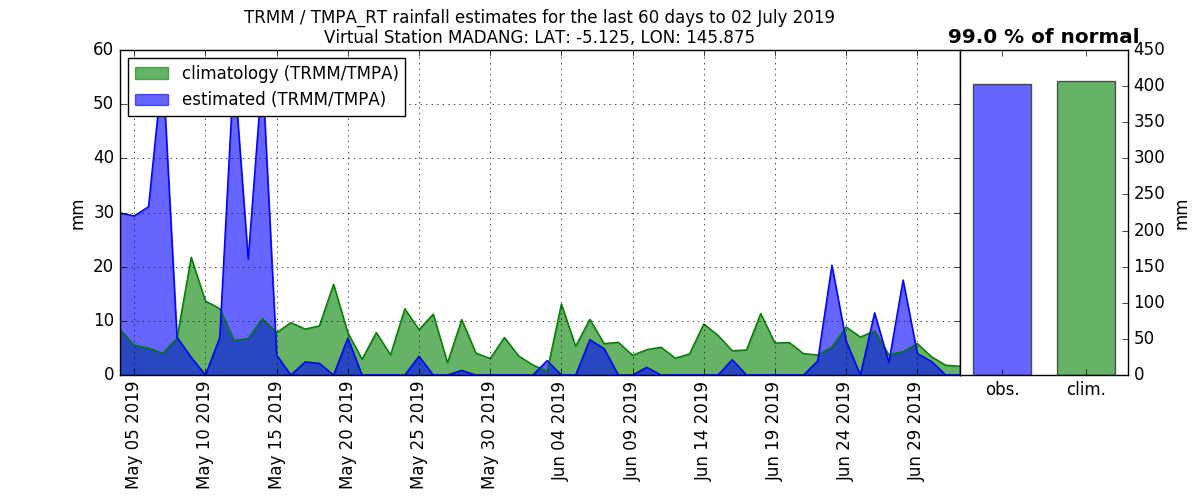 TRMM / TMPA_RT rainfall estimates for the last 60 days to 02 July 2019
Virtual Station MADANG: LAT: -5.125, LON: 145.875
99.0 % of normal
climatology (TRMM/TMPA)
estimated (TRMM/TMPA)
60
50
40
30
20
10
0
mm
May 05 2019
May 10 2019
May 15 2019
May 20 2019
May 25 2019
May 30 2019
Jun 04 2019
Jun 09 2019
Jun 14 2019
Jun 19 2019
Jun 24 2019
Jun 29 2019
obs.
clim.
450
400
350
300
250
200
150
100
50
0
mm